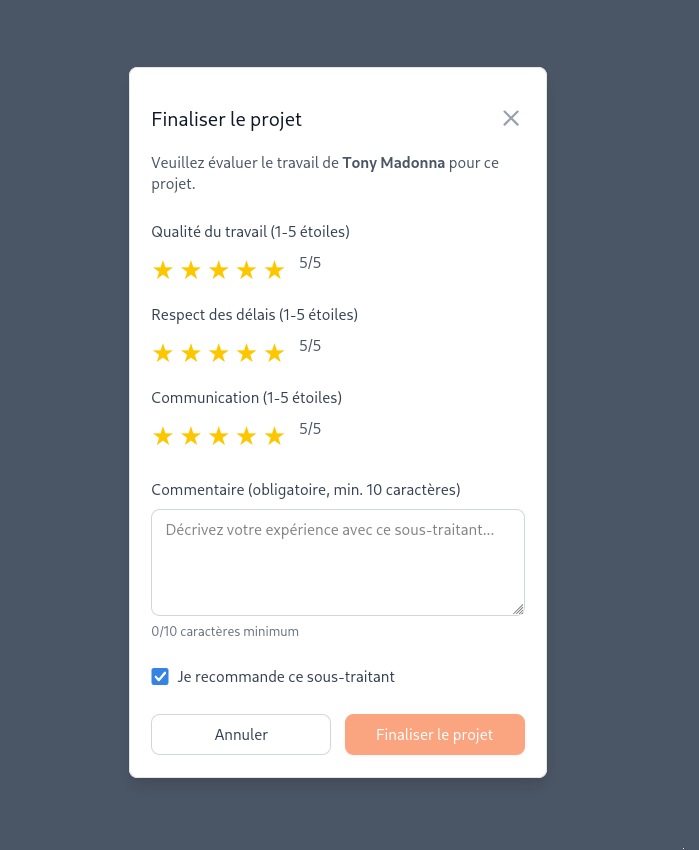 Finaliser le projet
Veuillez évaluer le travail de Tony Madonna pour ce
projet.
Qualité du travail (1-5 étoiles)
★ ★ ★ ★ ★ 5/5
Respect des délais (1-5 étoiles)
★ ★ ★ ★ ★ 5/5
Communication (1-5 étoiles)
★ ★ ★ ★ ★ 5/5
Commentaire (obligatoire, min. 10 caractères)
Décrivez votre expérience avec ce sous-traitant...
0/10 caractères minimum
Je recommande ce sous-traitant
Annuler
Finaliser le projet